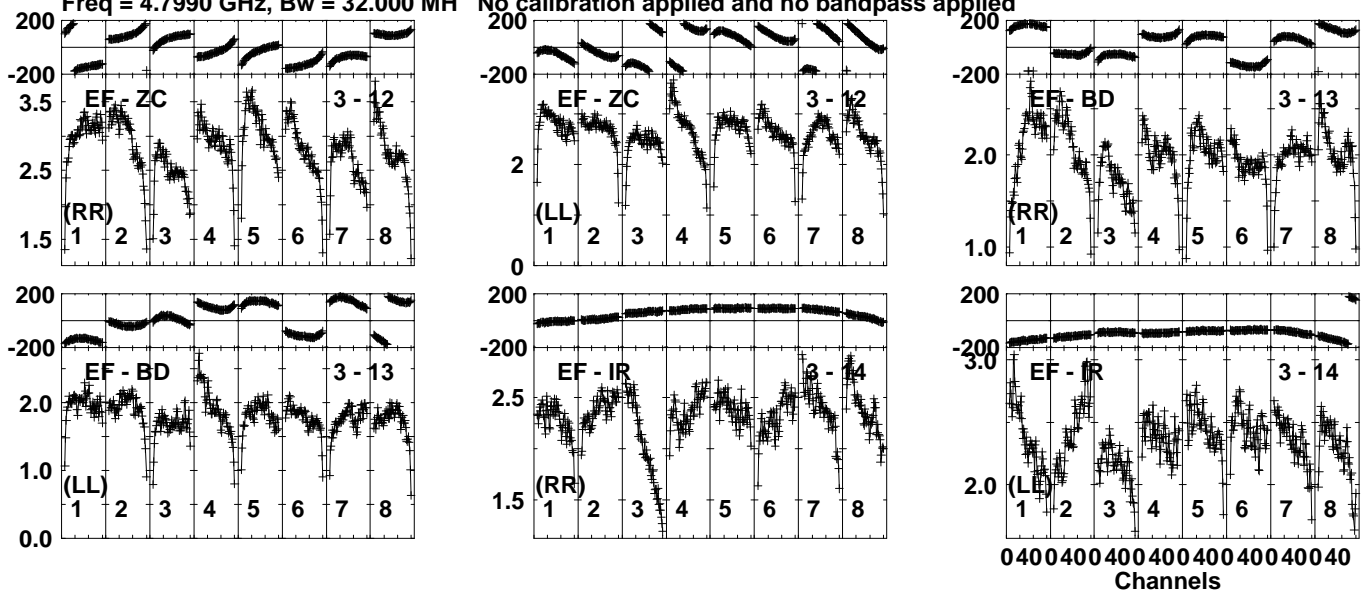 Freq = 4.7990 GHz, Bw = 32.000 MH No calibration applied and no bandpass applied
200
-200
3.5
2.5
1.5
EF - ZC 3 - 12
(RR)
1 2 3 4 5 6 7 8
200
-200
2
0
EF - ZC 3 - 12
(LL)
1 2 3 4 5 6 7 8
200
-200
2.0
1.0
EF - BD 3 - 13
(RR)
1 2 3 4 5 6 7 8
200
-200
2.0
1.0
0.0
EF - BD 3 - 13
(LL)
1 2 3 4 5 6 7 8
200
-200
2.5
1.5
EF - IR 3 - 14
(RR)
1 2 3 4 5 6 7 8
200
-200
3.0
2.0
EF - IR 3 - 14
(LL)
1 2 3 4 5 6 7 8
0 40 0 40 0 40 0 40 0 40 0 40 0 40 0 40
Channels